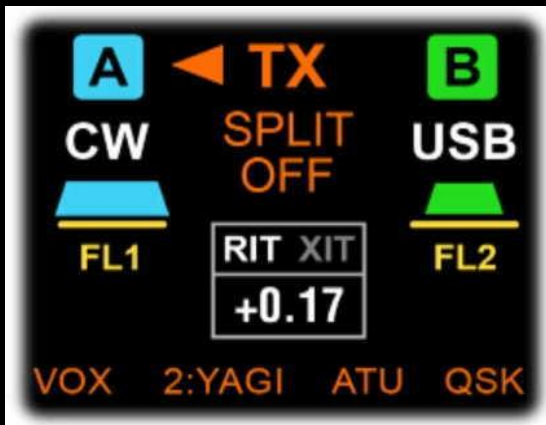 A TX B
CW SPLIT OFF USB
FL1 RIT XIT FL2
+0.17
VOX 2:YAGI ATU QSK